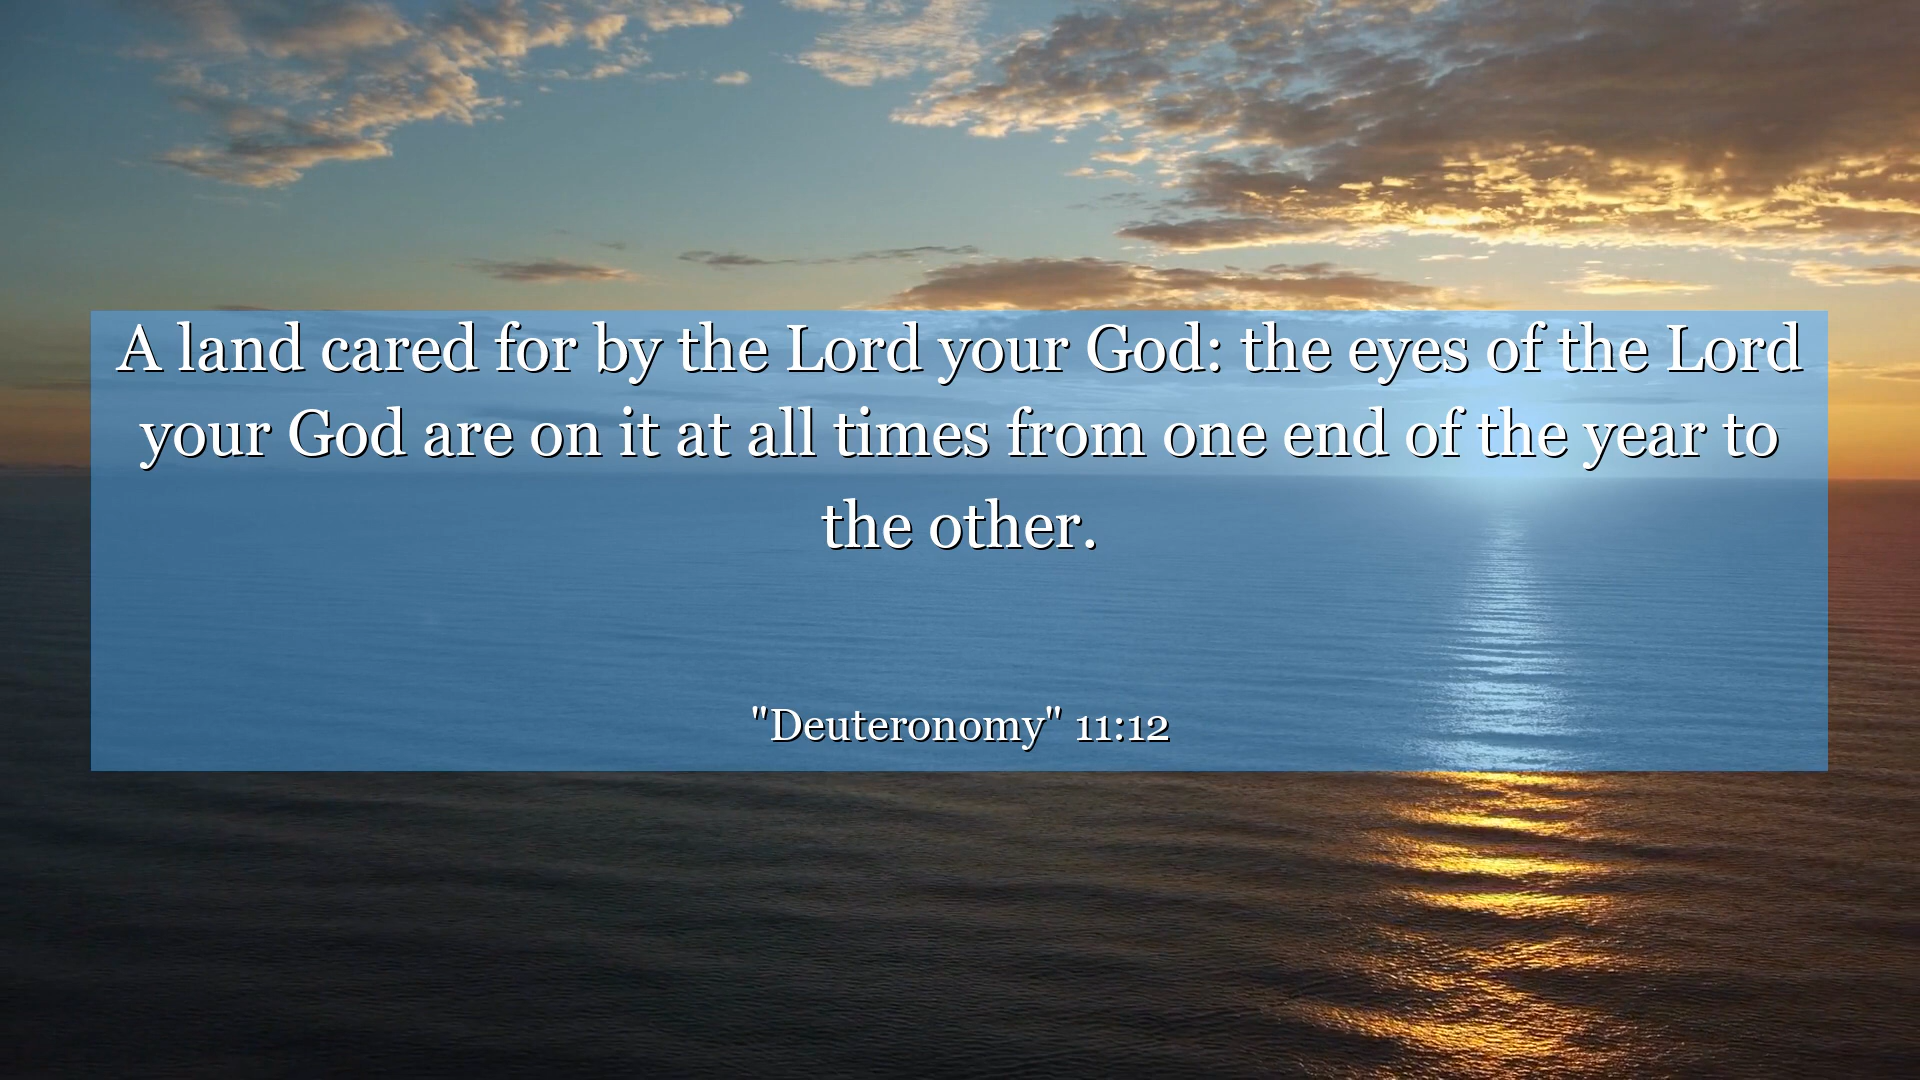 A land cared for by the Lord your God: the eyes of the Lord
your God are on it at all times from one end of the year to
the other.
"Deuteronomy" 11:12